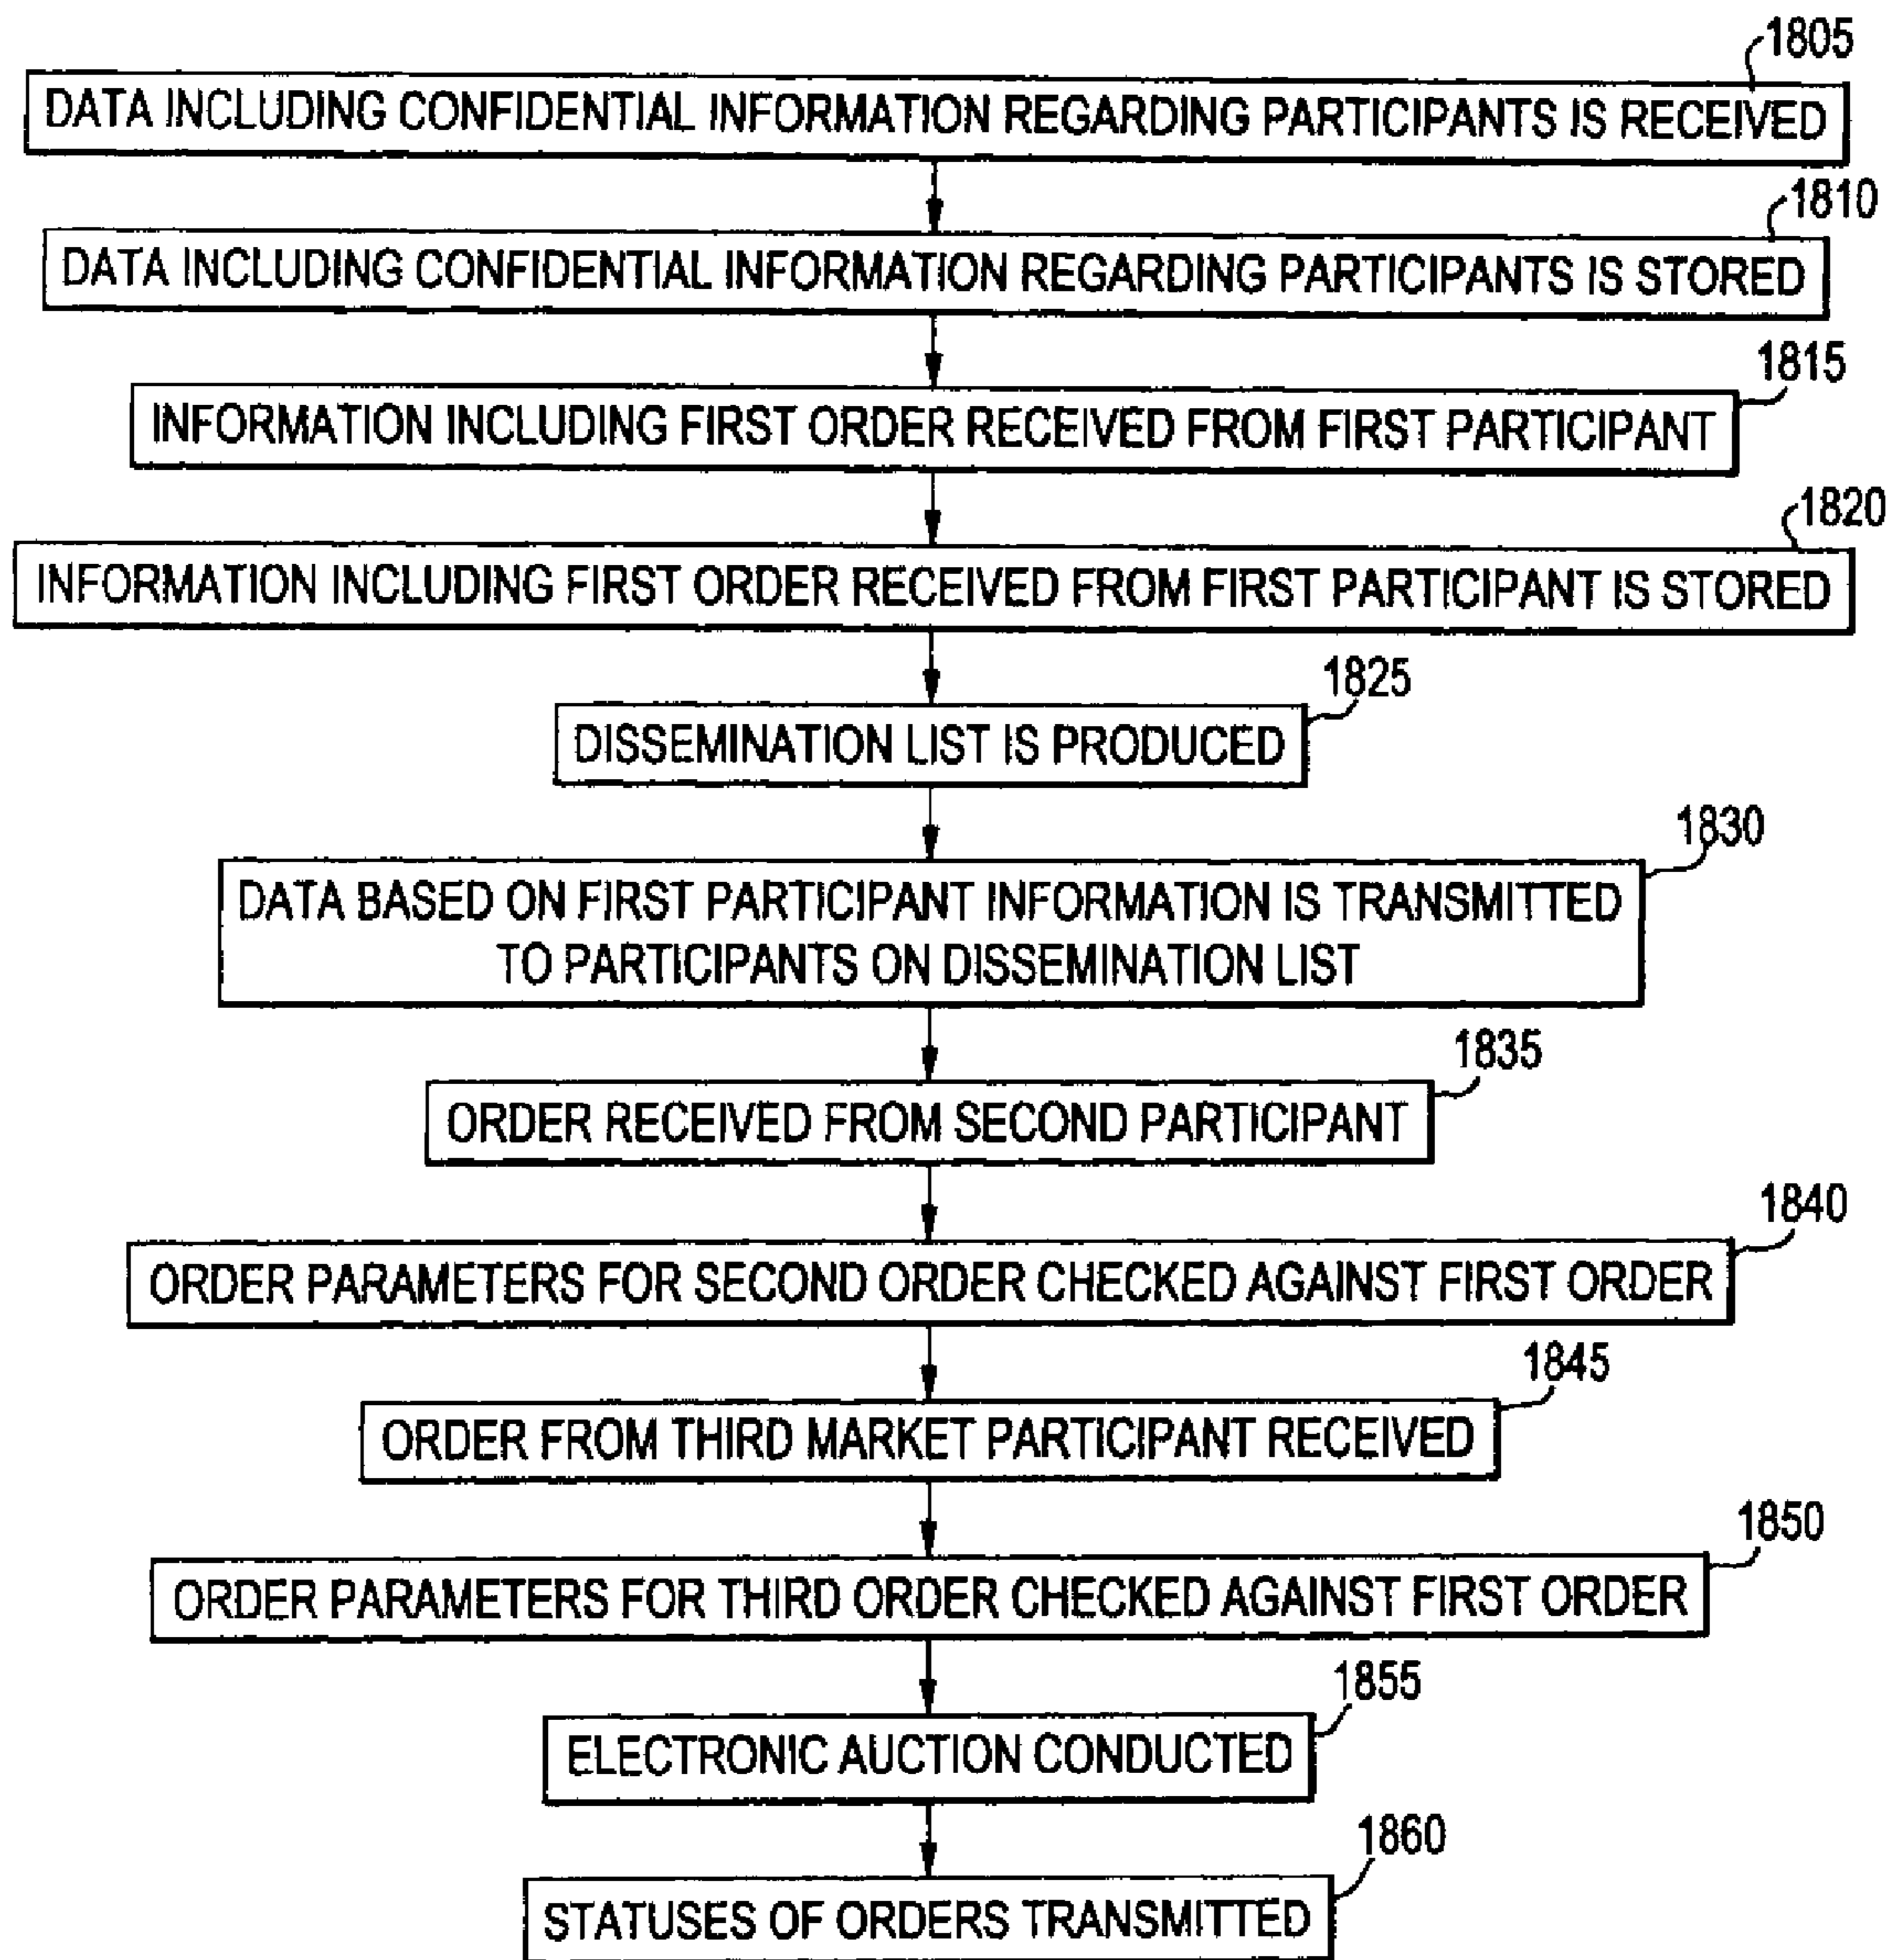 1805
DATA INCLUDING CONFIDENTIAL INFORMATION REGARDING PARTICIPANTS IS RECEIVED
1810
DATA INCLUDING CONFIDENTIAL INFORMATION REGARDING PARTICIPANTS IS STORED
1815
INFORMATION INCLUDING FIRST ORDER RECEIVED FROM FIRST PARTICIPANT
1820
INFORMATION INCLUDING FIRST ORDER RECEIVED FROM FIRST PARTICIPANT IS STORED
1825
DISSEMINATION LIST IS PRODUCED
1830
DATA BASED ON FIRST PARTICIPANT INFORMATION IS TRANSMITTED
TO PARTICIPANTS ON DISSEMINATION LIST
1835
ORDER RECEIVED FROM SECOND PARTICIPANT
1840
ORDER PARAMETERS FOR SECOND ORDER CHECKED AGAINST FIRST ORDER
1845
ORDER FROM THIRD MARKET PARTICIPANT RECEIVED
1850
ORDER PARAMETERS FOR THIRD ORDER CHECKED AGAINST FIRST ORDER
1855
ELECTRONIC AUCTION CONDUCTED
1860
STATUSES OF ORDERS TRANSMITTED